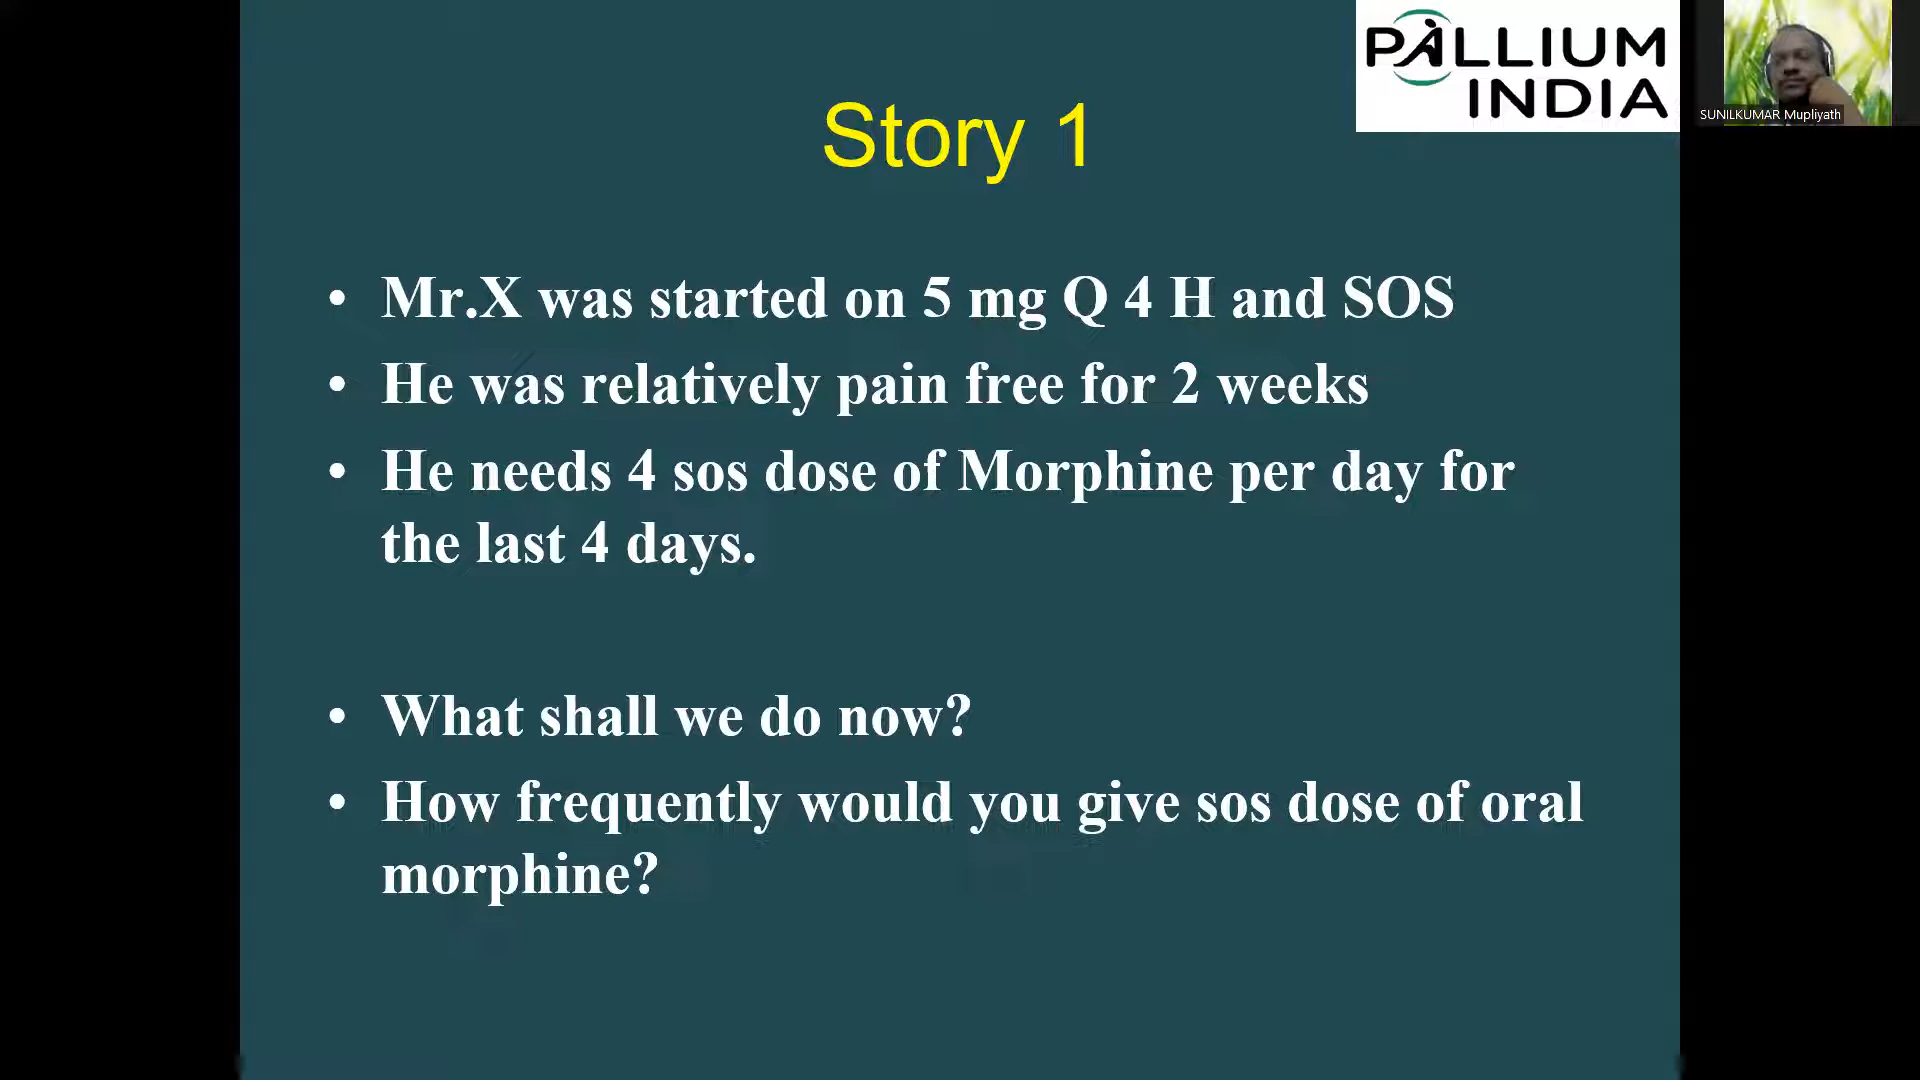 PALLIUM
INDIA
SUNILKUMAR Mupliyath
Story 1
• Mr.X was started on 5 mg Q 4 H and SOS
• He was relatively pain free for 2 weeks
• He needs 4 sos dose of Morphine per day for
the last 4 days.
• What shall we do now?
• How frequently would you give sos dose of oral
morphine?